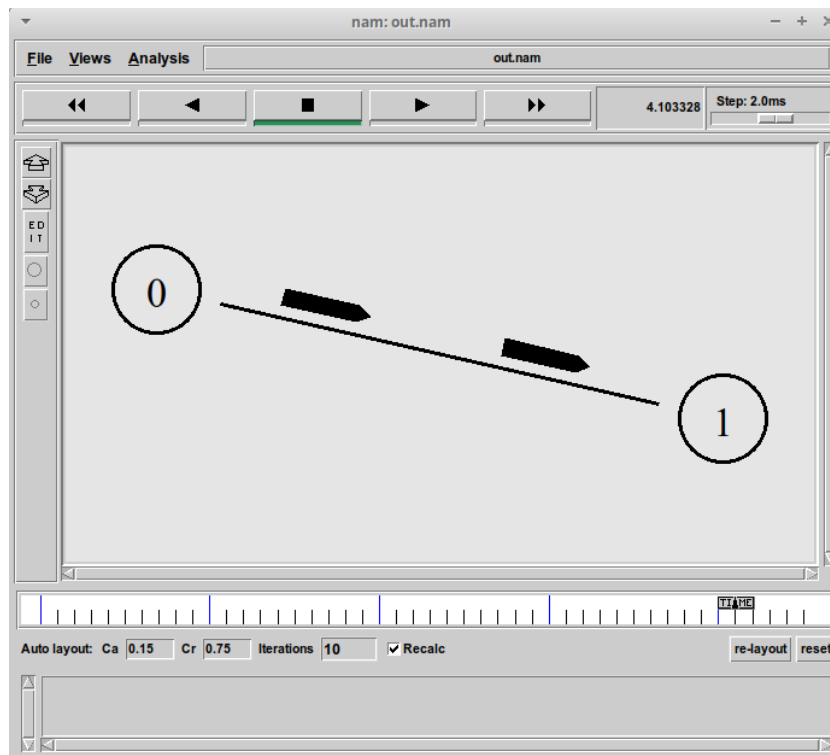 nam: out.nam
File Views Analysis out.nam
4.103328 Step: 2.0ms
ED
IT
0
1
TIME
Auto layout: Ca 0.15 Cr 0.75 Iterations 10 Recalc re-layout reset